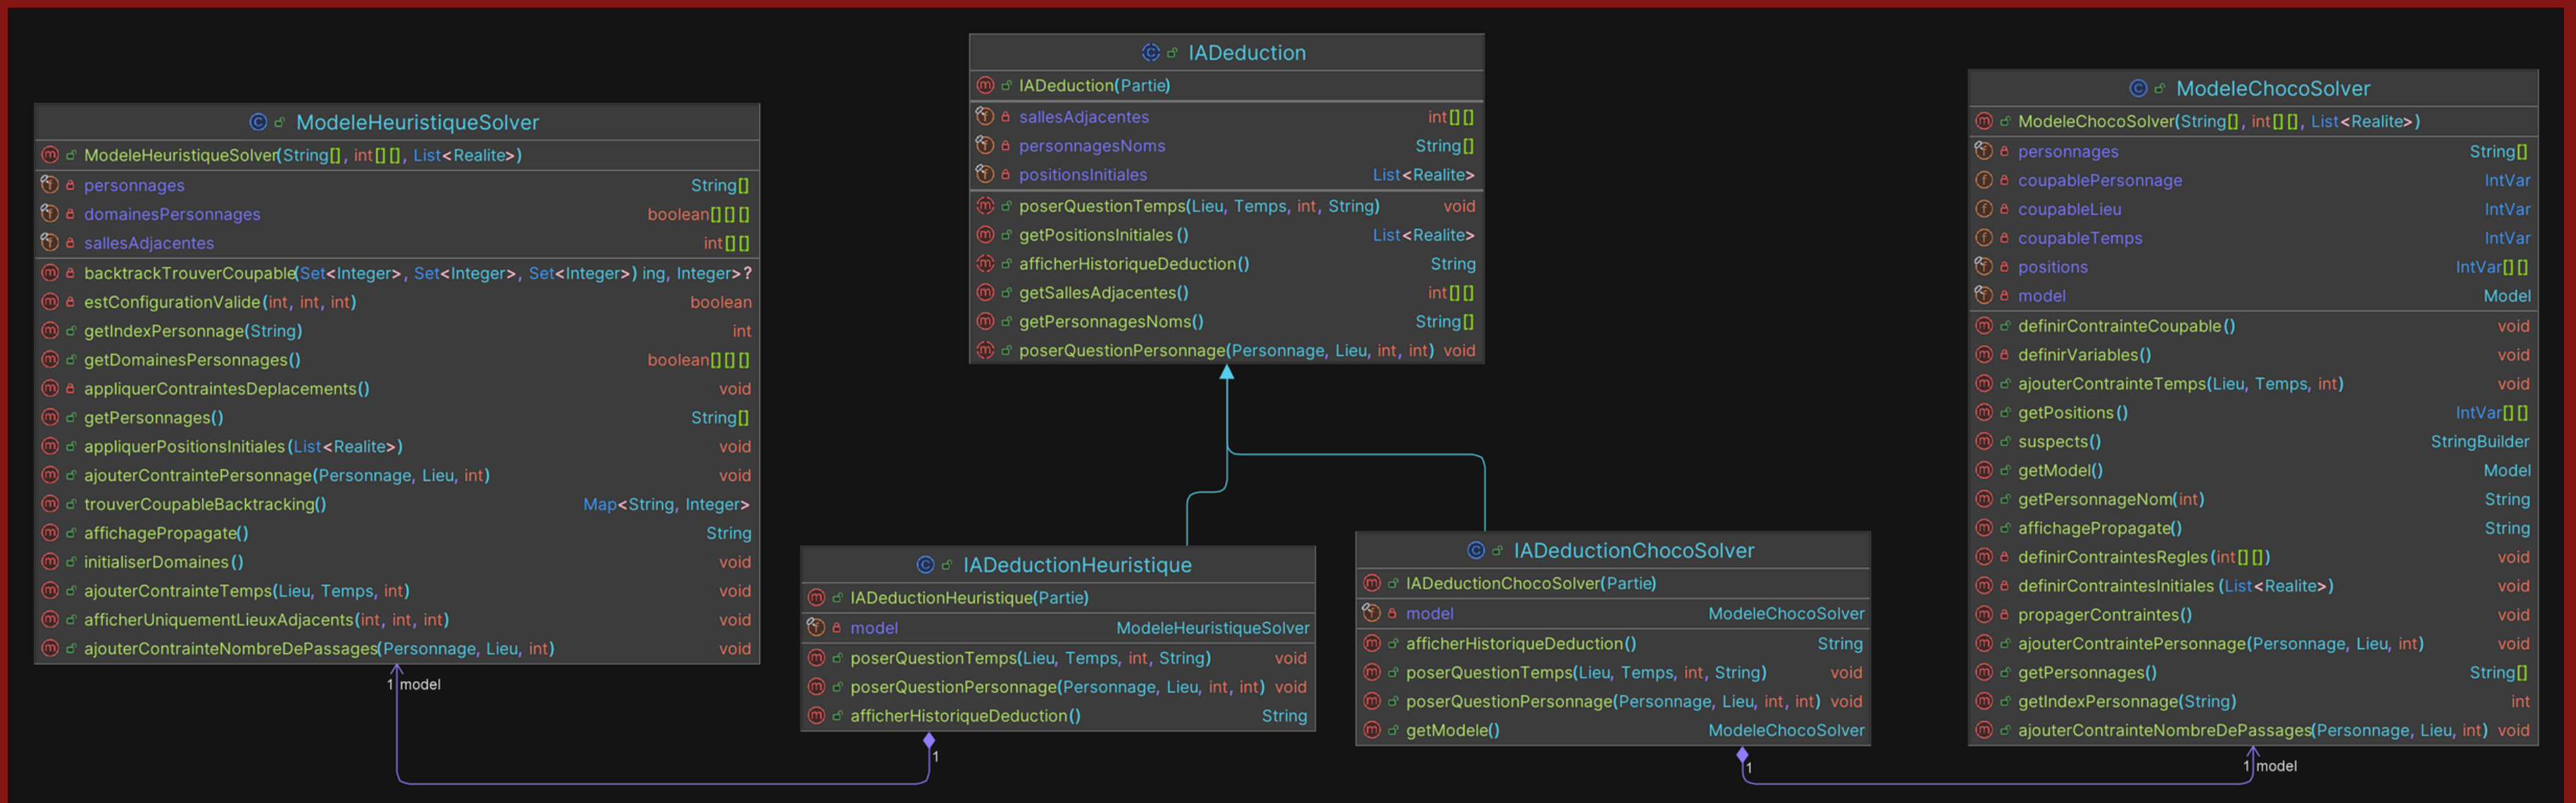 ModeleHeuristiqueSolver
ModeleHeuristiqueSolver(String[], int[][], List<Realite>)
personnages String[]
domainesPersonnages boolean[][][]
sallesAdjacentes int[][]
backtrackTrouverCoupable(Set<Integer>, Set<Integer>, Set<Integer>) ing, Integer>?
estConfigurationValide(int, int, int) boolean
getIndexPersonnage(String) int
getDomainesPersonnages() boolean[][][]
appliquerContraintesDeplacements() void
getPersonnages() String[]
appliquerPositionsInitiales(List<Realite>) void
ajouterContraintePersonnage(Personnage, Lieu, int) void
trouverCoupableBacktracking() Map<String, Integer>
affichagePropagate() String
initialiserDomaines() void
ajouterContrainteTemps(Lieu, Temps, int) void
afficherUniquementLieuxAdjacents(int, int, int) void
ajouterContrainteNombreDePassages(Personnage, Lieu, int) void
1 model
IADeduction
IADeduction(Partie)
sallesAdjacentes int[][]
personnagesNoms String[]
positionsInitiales List<Realite>
poserQuestionTemps(Lieu, Temps, int, String) void
getPositionsInitiales() List<Realite>
afficherHistoriqueDeduction() String
getSallesAdjacentes() int[][]
getPersonnagesNoms() String[]
poserQuestionPersonnage(Personnage, Lieu, int, int) void
IADeductionHeuristique
IADeductionHeuristique(Partie)
model ModeleHeuristiqueSolver
poserQuestionTemps(Lieu, Temps, int, String) void
poserQuestionPersonnage(Personnage, Lieu, int, int) void
afficherHistoriqueDeduction() String
1
IADeductionChocoSolver
IADeductionChocoSolver(Partie)
model ModeleChocoSolver
afficherHistoriqueDeduction() String
poserQuestionTemps(Lieu, Temps, int, String) void
poserQuestionPersonnage(Personnage, Lieu, int, int) void
getModele() ModeleChocoSolver
1
ModeleChocoSolver
ModeleChocoSolver(String[], int[][], List<Realite>)
personnages String[]
coupablePersonnage IntVar
coupableLieu IntVar
coupableTemps IntVar
positions IntVar[][]
model Model
definirContrainteCoupable() void
definirVariables() void
ajouterContrainteTemps(Lieu, Temps, int) void
getPositions() IntVar[][]
suspects() StringBuilder
getModel() Model
getPersonnageNom(int) String
affichagePropagate() String
definirContraintesRegles(int[][]) void
definirContraintesInitiales(List<Realite>) void
propagerContraintes() void
ajouterContraintePersonnage(Personnage, Lieu, int) void
getPersonnages() String[]
getIndexPersonnage(String) int
ajouterContrainteNombreDePassages(Personnage, Lieu, int) void
1 model